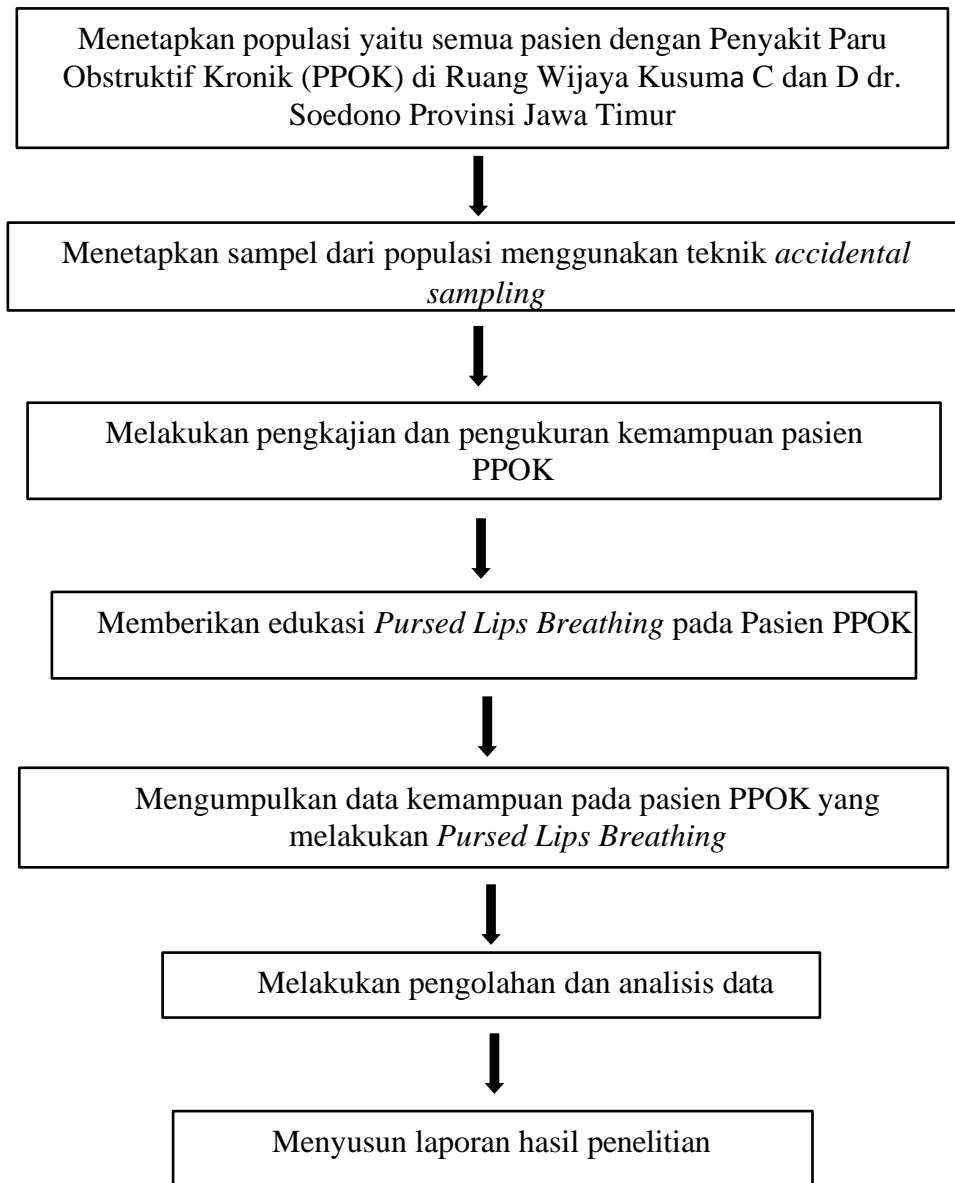 Menetapkan populasi yaitu semua pasien dengan Penyakit Paru
Obstruktif Kronik (PPOK) di Ruang Wijaya Kusuma C dan D dr.
Soedono Provinsi Jawa Timur
Menetapkan sampel dari populasi menggunakan teknik accidental
sampling
Melakukan pengkajian dan pengukuran kemampuan pasien
PPOK
Memberikan edukasi Pursed Lips Breathing pada Pasien PPOK
Mengumpulkan data kemampuan pada pasien PPOK yang
melakukan Pursed Lips Breathing
Melakukan pengolahan dan analisis data
Menyusun laporan hasil penelitian